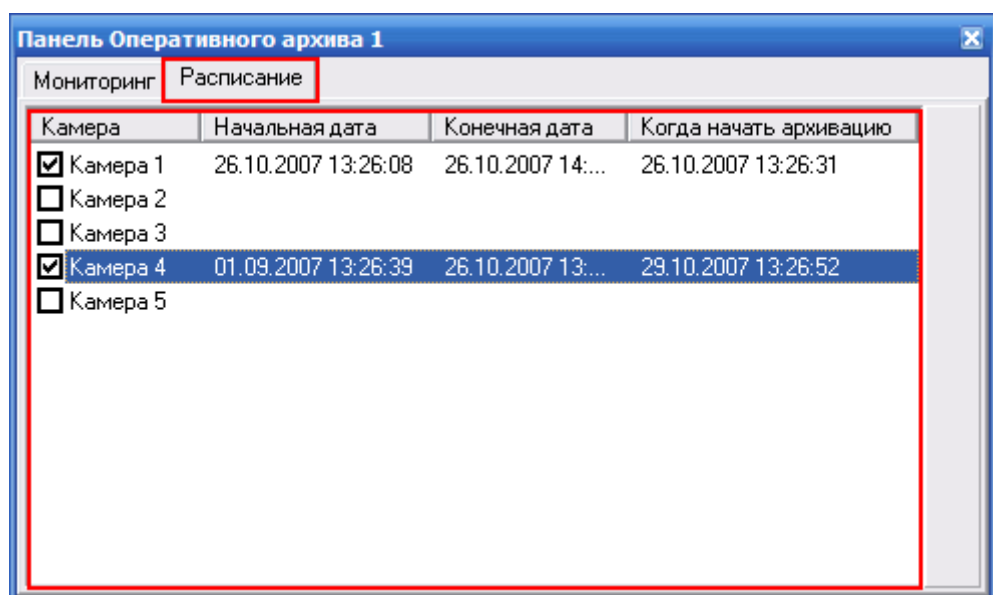 Панель Оперативного архива 1
Мониторинг Расписание
Камера Начальная дата Конечная дата Когда начать архивацию
Камера 1 26.10.2007 13:26:08 26.10.2007 14:... 26.10.2007 13:26:31
Камера 2
Камера 3
Камера 4 01.09.2007 13:26:39 26.10.2007 13:... 29.10.2007 13:26:52
Камера 5